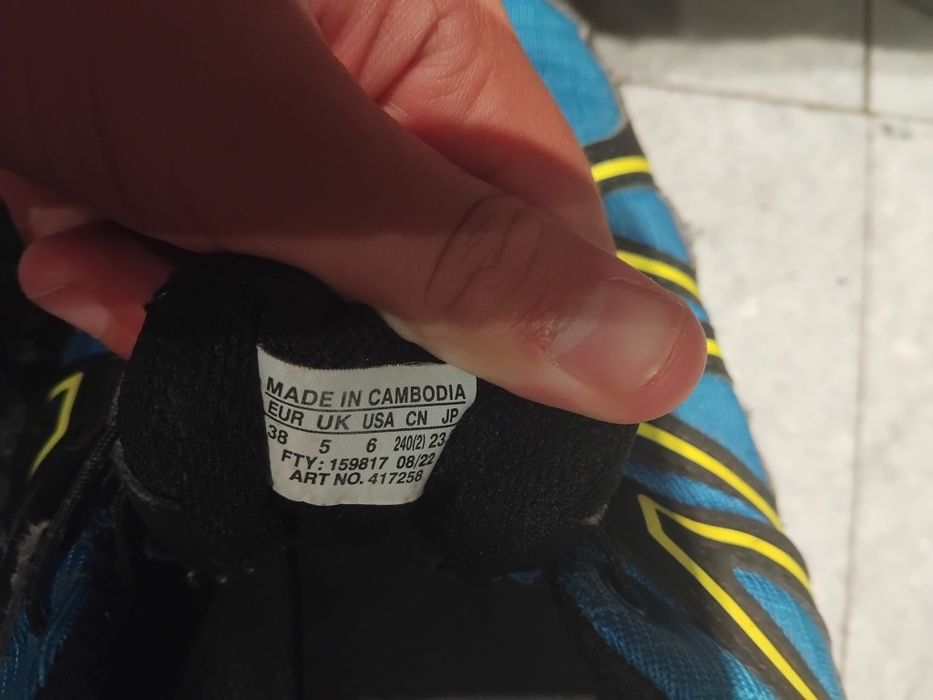 MADE IN CAMBODIA
EUR UK USA CN JP
38 5 6 240(2) 23
FTY: 159817 08/22
ART NO. 417258